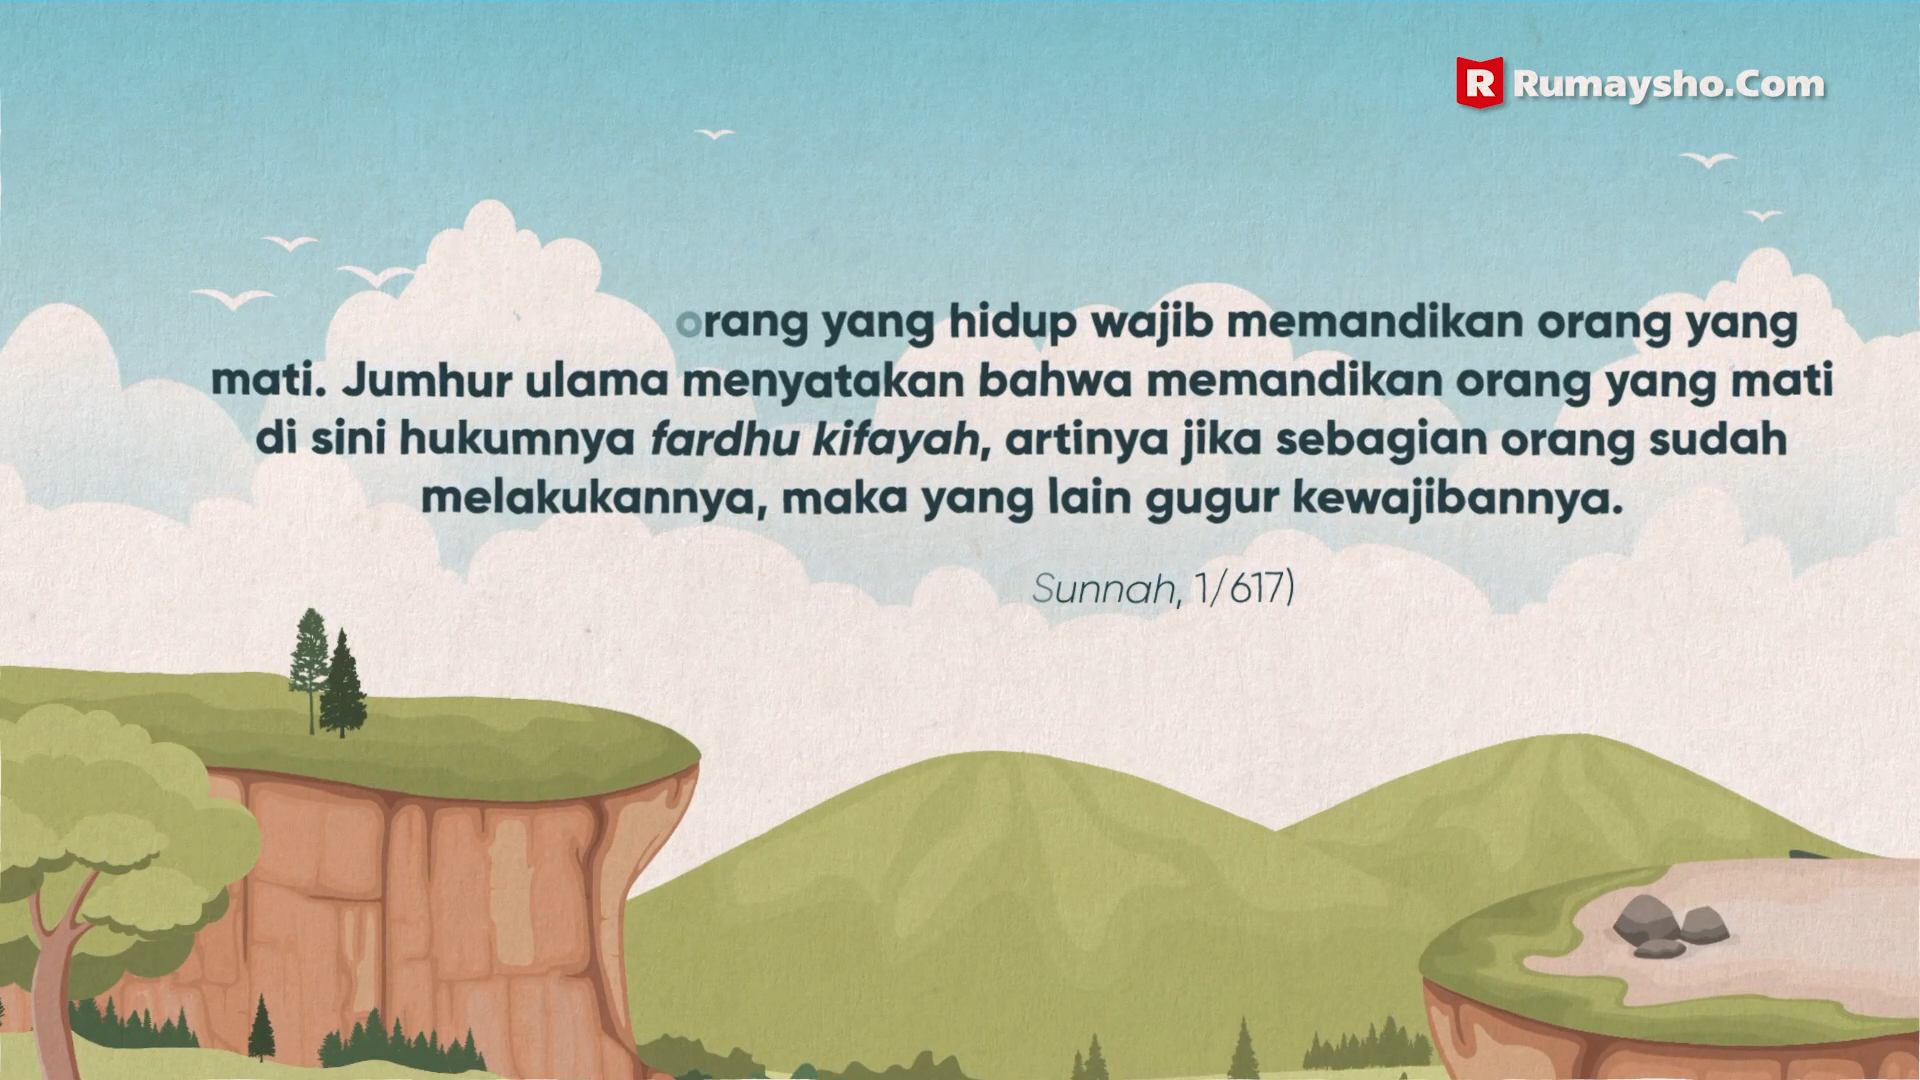 Rumaysho.Com
orang yang hidup wajib memandikan orang yang
mati. Jumhur ulama menyatakan bahwa memandikan orang yang mati
di sini hukumnya fardhu kifayah, artinya jika sebagian orang sudah
melakukannya, maka yang lain gugur kewajibannya.
Sunnah, 1/617)